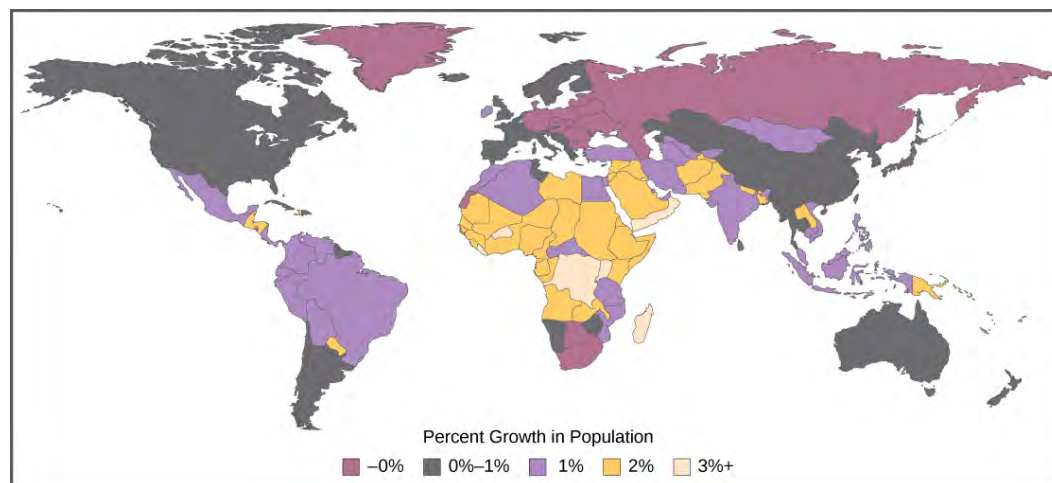 Percent Growth in Population
–0% 0%–1% 1% 2% 3%+